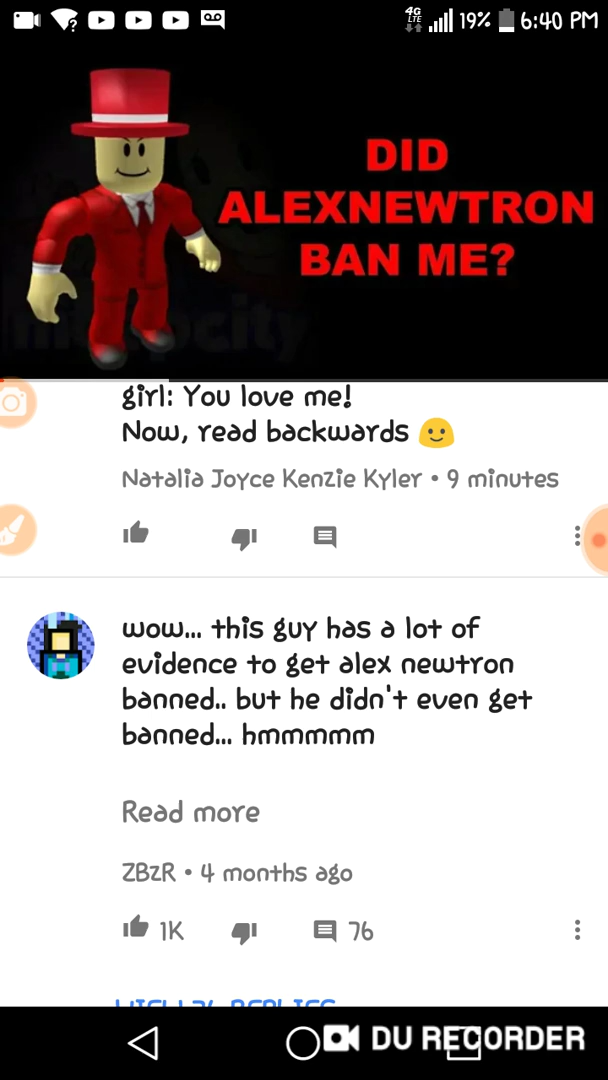 4G
LTE
19%
6:40 PM
DID
ALEXNEWTRON
BAN ME?
girl: You love me!
Now, read backwards
Natalia Joyce Kenzie Kyler • 9 minutes
wow... this guy has a lot of
evidence to get alex newtron
banned.. but he didn't even get
banned... hmmmmm
Read more
ZBzR • 4 months ago
1K
76
DU RECORDER